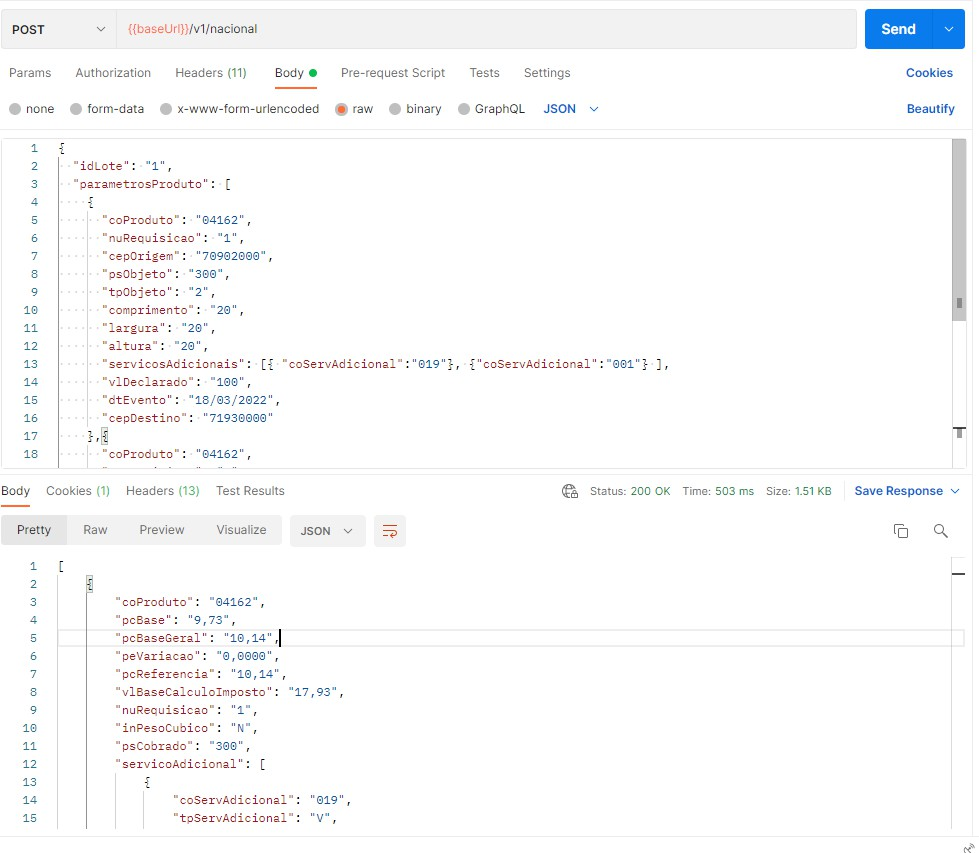 POST {{baseUrl}}/v1/nacional Send
Params Authorization Headers (11) Body Pre-request Script Tests Settings Cookies
none form-data x-www-form-urlencoded raw binary GraphQL JSON Beautify
1 {
2 "idLote": "1",
3 "parametrosProduto": [
4 {
5 "coProduto": "04162",
6 "nuRequisicao": "1",
7 "cepOrigem": "70902000",
8 "psObjeto": "300",
9 "tpObjeto": "2",
10 "comprimento": "20",
11 "largura": "20",
12 "altura": "20",
13 "servicosAdicionais": [{ "coServAdicional":"019"}, {"coServAdicional":"001"} ],
14 "vlDeclarado": "100",
15 "dtEvento": "18/03/2022",
16 "cepDestino": "71930000"
17 },{
18 "coProduto": "04162",
Body Cookies (1) Headers (13) Test Results Status: 200 OK Time: 503 ms Size: 1.51 KB Save Response
Pretty Raw Preview Visualize JSON
1 [
2 {
3 "coProduto": "04162",
4 "pcBase": "9,73",
5 "pcBaseGeral": "10,14",
6 "peVariacao": "0,0000",
7 "pcReferencia": "10,14",
8 "vlBaseCalculoImposto": "17,93",
9 "nuRequisicao": "1",
10 "inPesoCubico": "N",
11 "psCobrado": "300",
12 "servicoAdicional": [
13 {
14 "coServAdicional": "019",
15 "tpServAdicional": "V",